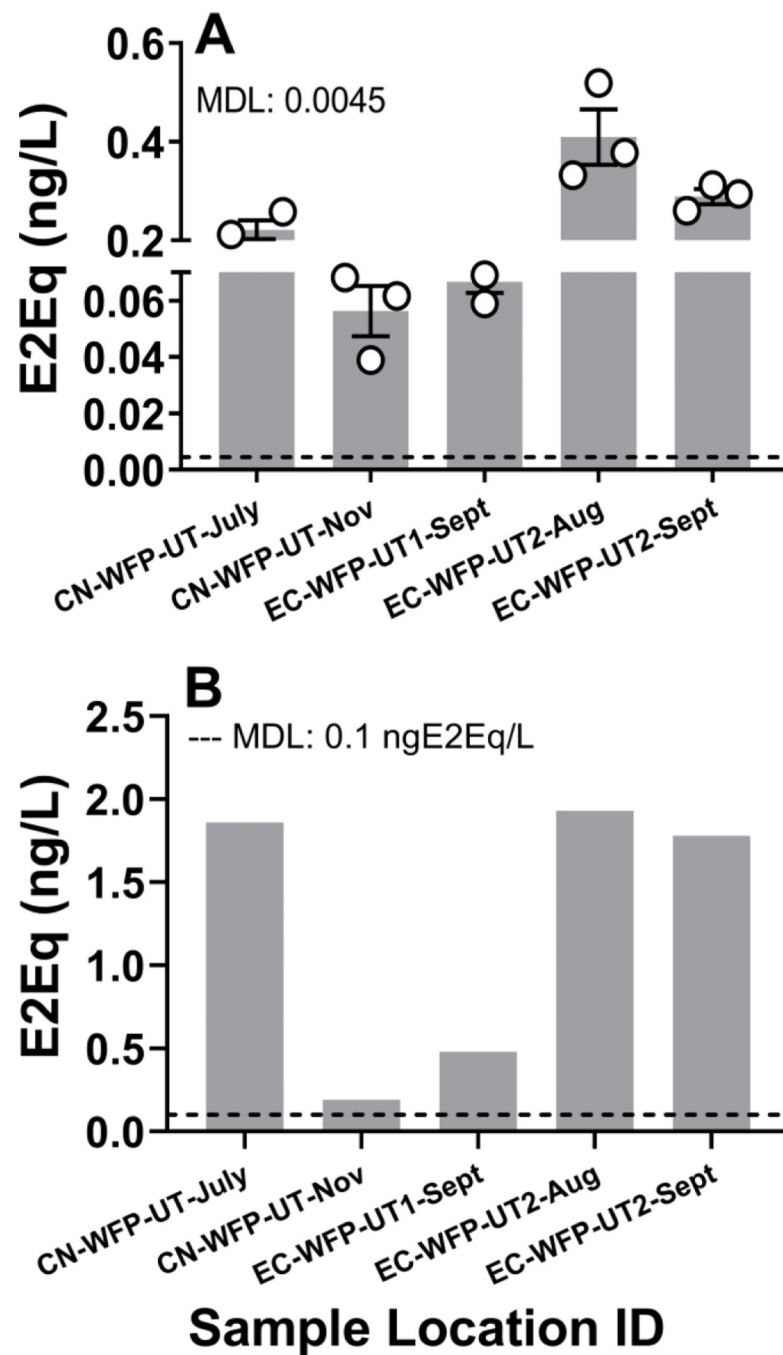 A
MDL: 0.0045
E2Eq (ng/L)
0.6
0.4
0.2
0.06
0.04
0.02
0.00
CN-WFP-UT-July
CN-WFP-UT-Nov
EC-WFP-UT1-Sept
EC-WFP-UT2-Aug
EC-WFP-UT2-Sept
B
--- MDL: 0.1 ngE2Eq/L
E2Eq (ng/L)
2.5
2.0
1.5
1.0
0.5
0.0
CN-WFP-UT-July
CN-WFP-UT-Nov
EC-WFP-UT1-Sept
EC-WFP-UT2-Aug
EC-WFP-UT2-Sept
Sample Location ID